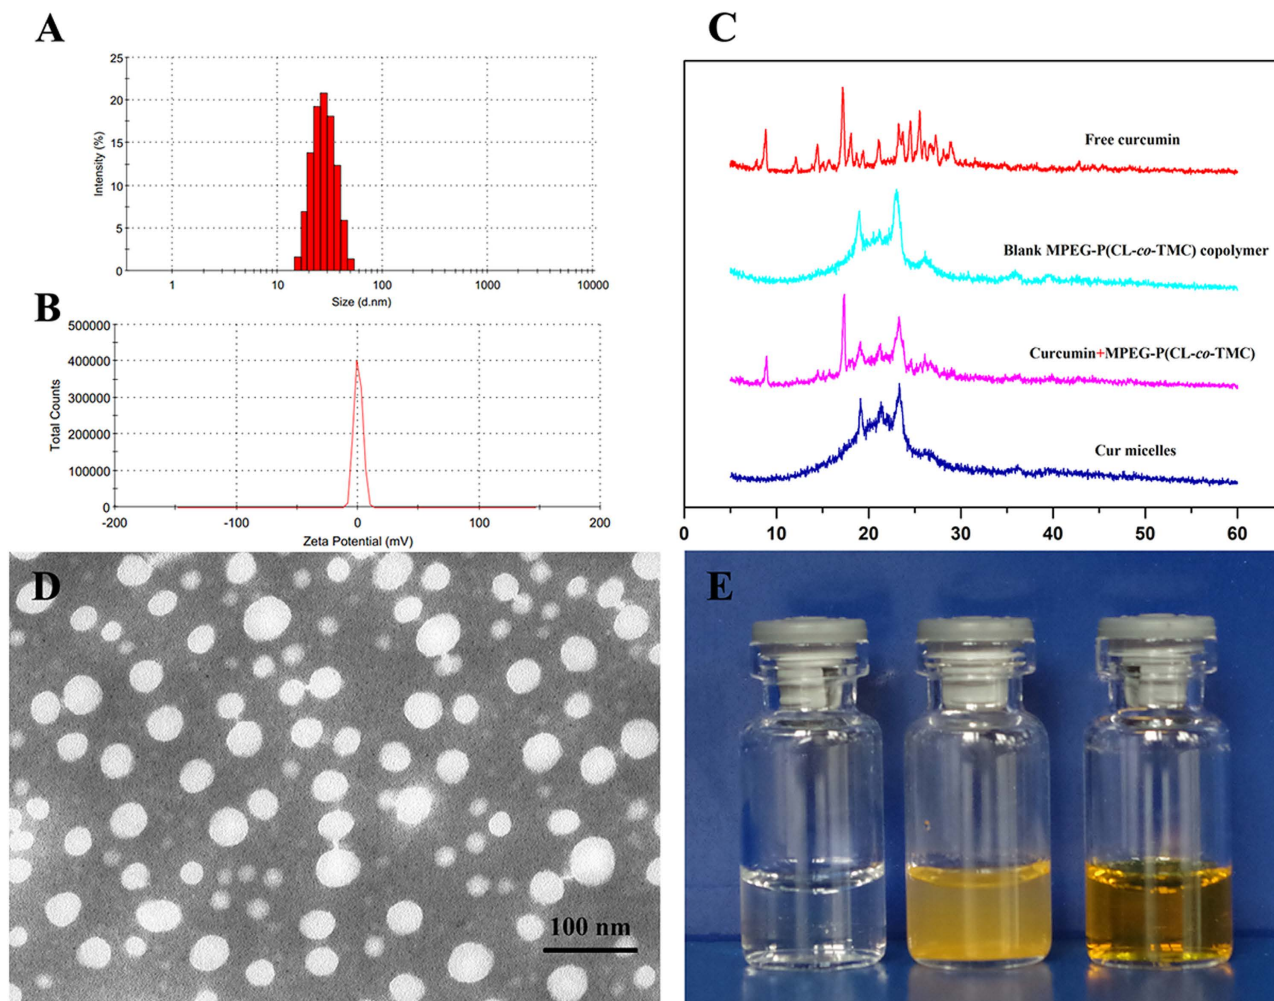 A
25
20
15
10
5
0
Intensity (%)
1
10
100
1000
10000
Size (d.nm)
B
500000
400000
300000
200000
100000
0
Total Counts
-200
-100
0
100
200
Zeta Potential (mV)
C
Free curcumin
Blank MPEG-P(CL-co-TMC) copolymer
Curcumin+MPEG-P(CL-co-TMC)
Cur micelles
0
10
20
30
40
50
60
D
100 nm
E